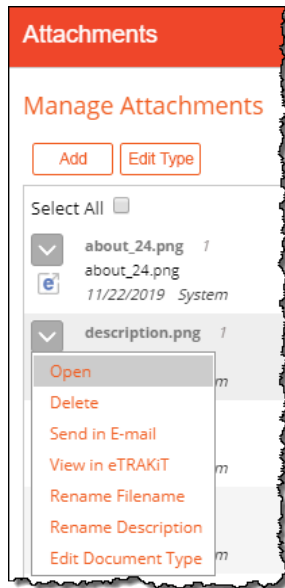 Attachments
Manage Attachments
Add Edit Type
Select All
about_24.png 1
about_24.png
11/22/2019 System
description.png 1
Open
Delete
Send in E-mail
View in eTRAKiT
Rename Filename
Rename Description
Edit Document Type